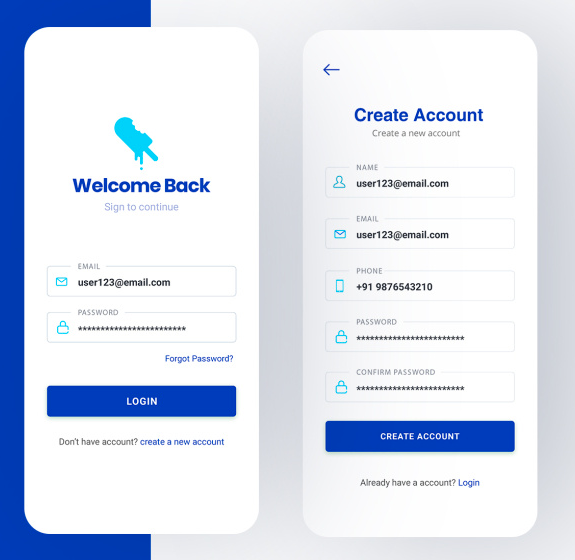 Welcome Back
Sign to continue
EMAIL
user123@email.com
PASSWORD
************************
Forgot Password?
LOGIN
Don't have account? create a new account
Create Account
Create a new account
NAME
user123@email.com
EMAIL
user123@email.com
PHONE
+91 9876543210
PASSWORD
************************
CONFIRM PASSWORD
************************
CREATE ACCOUNT
Already have a account? Login